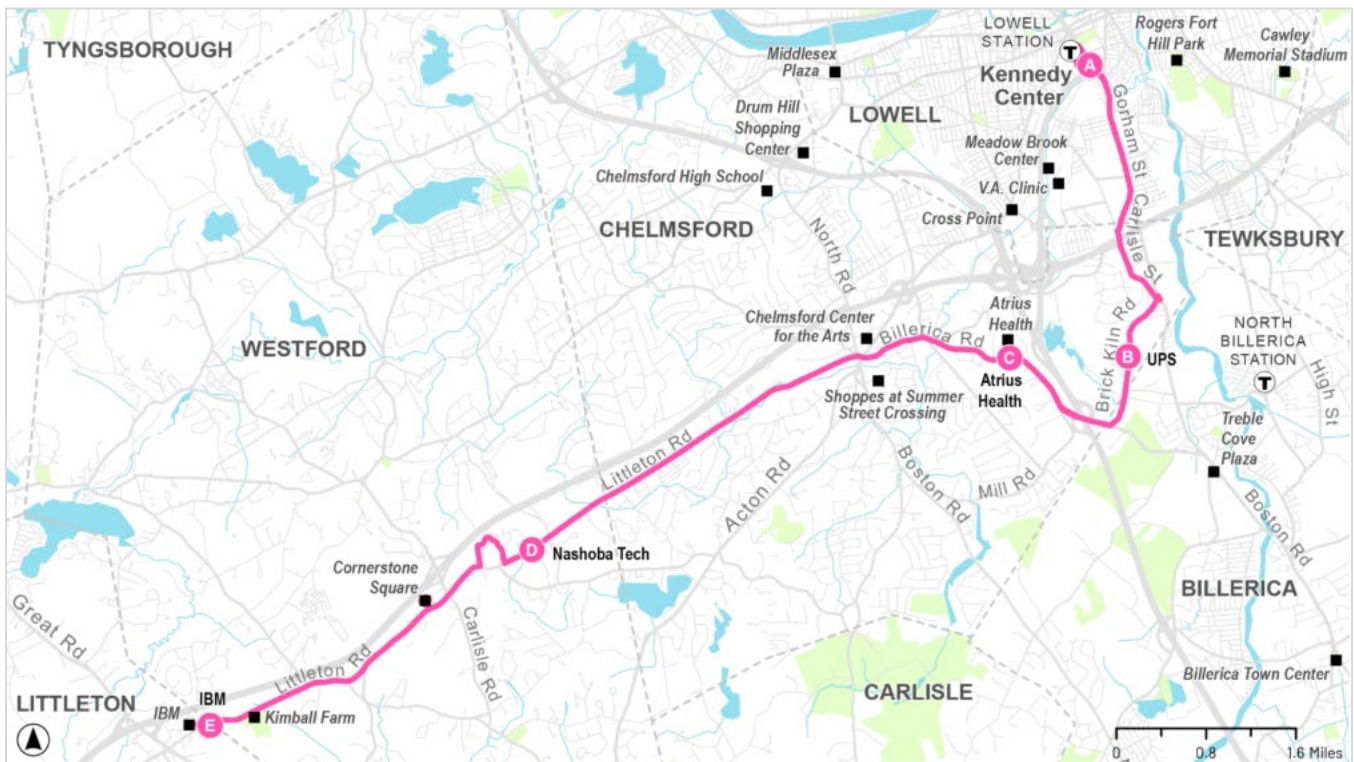 TYNGSBOROUGH
LOWELL
STATION
T
A
Kennedy
Center
Rogers Fort
Hill Park
Cawley
Memorial Stadium
Middlesex
Plaza
LOWELL
Drum Hill
Shopping
Center
Chelmsford High School
Meadow Brook
Center
V.A. Clinic
Cross Point
Gorham St
Carlisle St
CHELMSFORD
North Rd
TEWKSBURY
WESTFORD
Chelmsford Center
for the Arts
Billerica Rd
Atrius
Health
C
Atrius
Health
Brick Kiln Rd
B
UPS
NORTH
BILLERICA
STATION
T
High St
Shoppes at Summer
Street Crossing
Treble
Cove
Plaza
Littleton Rd
Acton Rd
Boston Rd
Mill Rd
Boston Rd
D
Nashoba Tech
Cornerstone
Square
Carlisle Rd
BILLERICA
Great Rd
Littleton Rd
LITTLETON
IBM
IBM
E
Kimball Farm
CARLISLE
Billerica Town Center
0
0.8
1.6 Miles